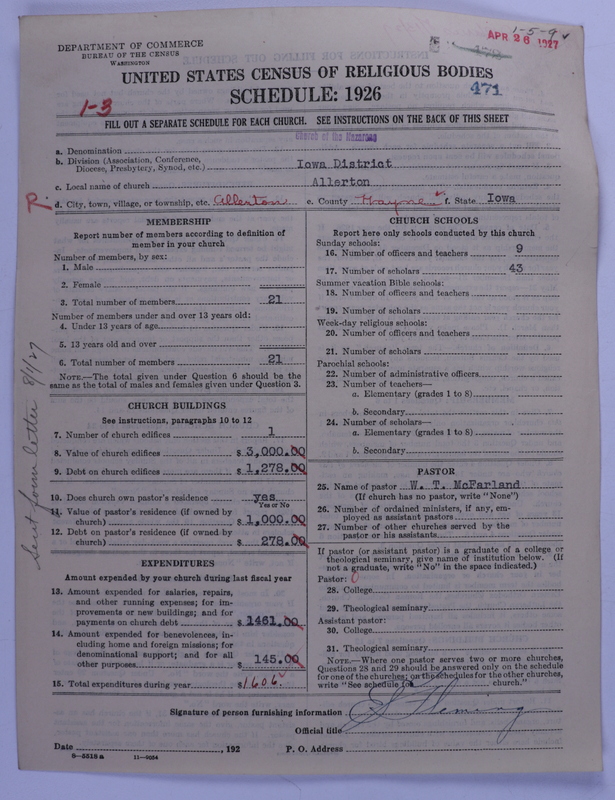 1-5-9
APR 26 1927
DEPARTMENT OF COMMERCE
BUREAU OF THE CENSUS
WASHINGTON
UNITED STATES CENSUS OF RELIGIOUS BODIES
SCHEDULE: 1926
471
1-3
FILL OUT A SEPARATE SCHEDULE FOR EACH CHURCH. SEE INSTRUCTIONS ON THE BACK OF THIS SHEET
Church of the Nazarene
a. Denomination
b. Division (Association, Conference, Diocese, Presbytery, Synod, etc.) Iowa District
c. Local name of church Allerton
P. d. City, town, village, or township, etc. Allerton e. County Wayne f. State Iowa
MEMBERSHIP
Report number of members according to definition of
member in your church
Number of members, by sex:
1. Male
2. Female
3. Total number of members 21
Number of members under and over 13 years old:
4. Under 13 years of age
5. 13 years old and over
6. Total number of members 21
NOTE.—The total given under Question 6 should be the
same as the total of males and females given under Question 3.
CHURCH BUILDINGS
See instructions, paragraphs 10 to 12
7. Number of church edifices 1
8. Value of church edifices $ 3,000.00
9. Debt on church edifices $ 1,278.00
10. Does church own pastor's residence yes
Yes or No
11. Value of pastor's residence (if owned by
church) $ 1,000.00
12. Debt on pastor's residence (if owned by
church) $ 278.00
EXPENDITURES
Amount expended by your church during last fiscal year
13. Amount expended for salaries, repairs,
and other running expenses; for im-
provements or new buildings; and for
payments on church debt $ 1461.00
14. Amount expended for benevolences, in-
cluding home and foreign missions; for
denominational support; and for all
other purposes $ 145.00
15. Total expenditures during year $1606
Sent form letter 8/1/27
CHURCH SCHOOLS
Report here only schools conducted by this church
Sunday schools:
16. Number of officers and teachers 9
17. Number of scholars 43
Summer vacation Bible schools:
18. Number of officers and teachers
19. Number of scholars
Week-day religious schools:
20. Number of officers and teachers
21. Number of scholars
Parochial schools:
22. Number of administrative officers
23. Number of teachers—
a. Elementary (grades 1 to 8)
b. Secondary
24. Number of scholars—
a. Elementary (grades 1 to 8)
b. Secondary
PASTOR
25. Name of pastor W. T. McFarland
(If church has no pastor, write "None")
26. Number of ordained ministers, if any, em-
ployed as assistant pastors
27. Number of other churches served by the
pastor or his assistants
If pastor (or assistant pastor) is a graduate of a college or
theological seminary, give name of institution below. (If
not a graduate, write "No" in the space indicated.)
Pastor: 0
28. College
29. Theological seminary
Assistant pastor:
30. College
31. Theological seminary
NOTE.—Where one pastor serves two or more churches,
Questions 28 and 29 should be answered only on the schedule
for one of the churches; on the schedules for the other churches,
write "See schedule for church."
Signature of person furnishing information Fleming
Official title
Date , 192 P. O. Address
8-5518a 11-9054